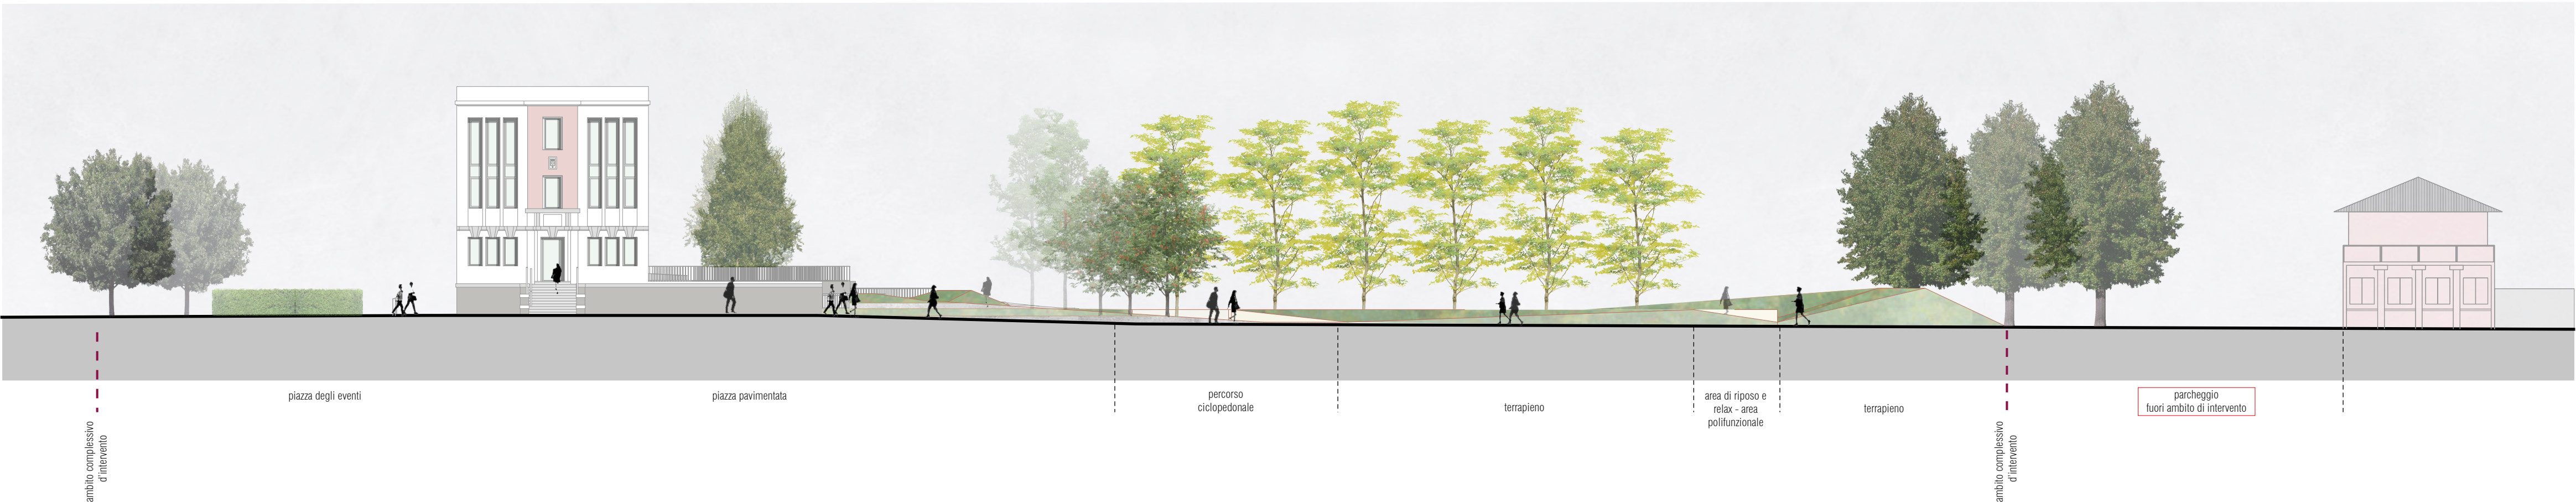 piazza degli eventi
piazza pavimentata
percorso
ciclopedonale
terrapieno
area di riposo e
relax - area
polifunzionale
terrapieno
parcheggio
fuori ambito di intervento
ambito complessivo
d'intervento
ambito complessivo
d'intervento